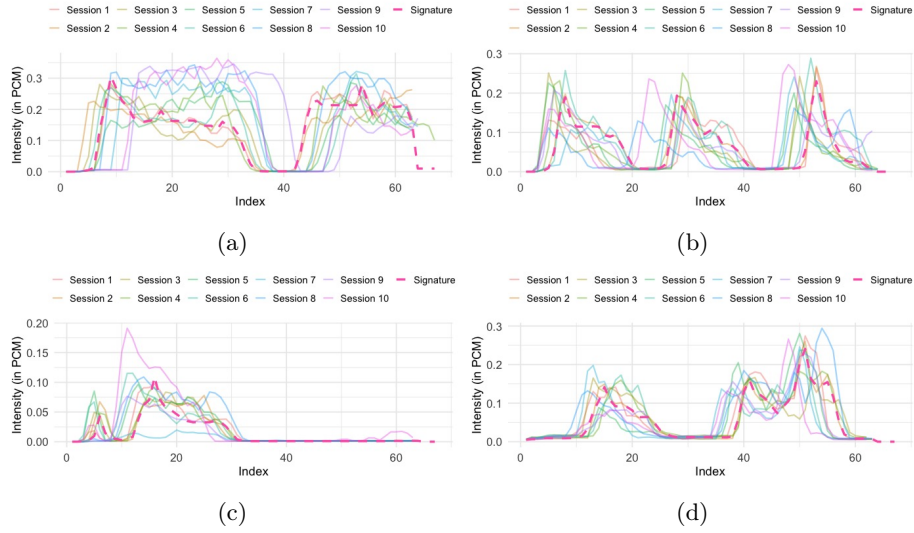 Session 1 Session 3 Session 5 Session 7 Session 9 Signature
Session 2 Session 4 Session 6 Session 8 Session 10
Intensity (in PCM)
0.3
0.2
0.1
0.0
0 20 40 60
Index
(a)
Session 1 Session 3 Session 5 Session 7 Session 9 Signature
Session 2 Session 4 Session 6 Session 8 Session 10
Intensity (in PCM)
0.3
0.2
0.1
0.0
0 20 40 60
Index
(b)
Session 1 Session 3 Session 5 Session 7 Session 9 Signature
Session 2 Session 4 Session 6 Session 8 Session 10
Intensity (in PCM)
0.20
0.15
0.10
0.05
0.00
0 20 40 60
Index
(c)
Session 1 Session 3 Session 5 Session 7 Session 9 Signature
Session 2 Session 4 Session 6 Session 8 Session 10
Intensity (in PCM)
0.3
0.2
0.1
0.0
0 20 40 60
Index
(d)